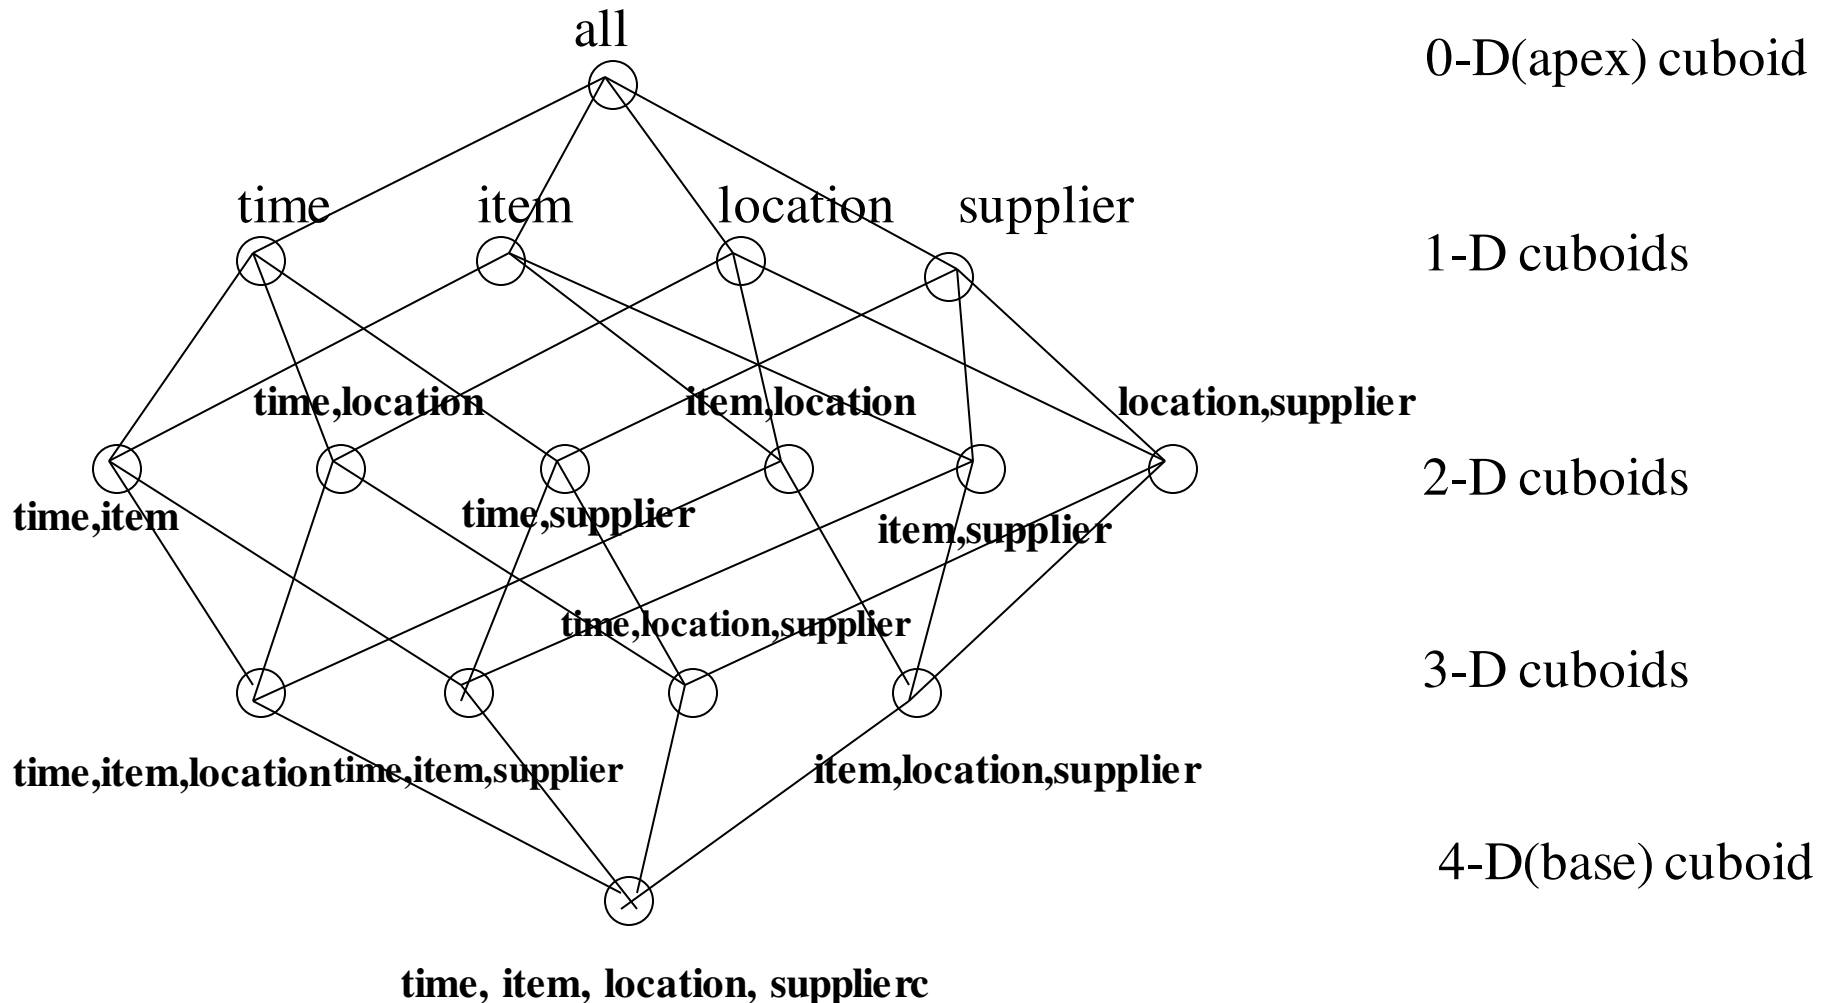 all
0-D(apex) cuboid
time
item
location
supplier
1-D cuboids
time,location
item,location
location,supplier
2-D cuboids
time,item
time,supplier
item,supplier
time,location,supplier
3-D cuboids
time,item,location
time,item,supplier
item,location,supplier
4-D(base) cuboid
time, item, location, supplierc